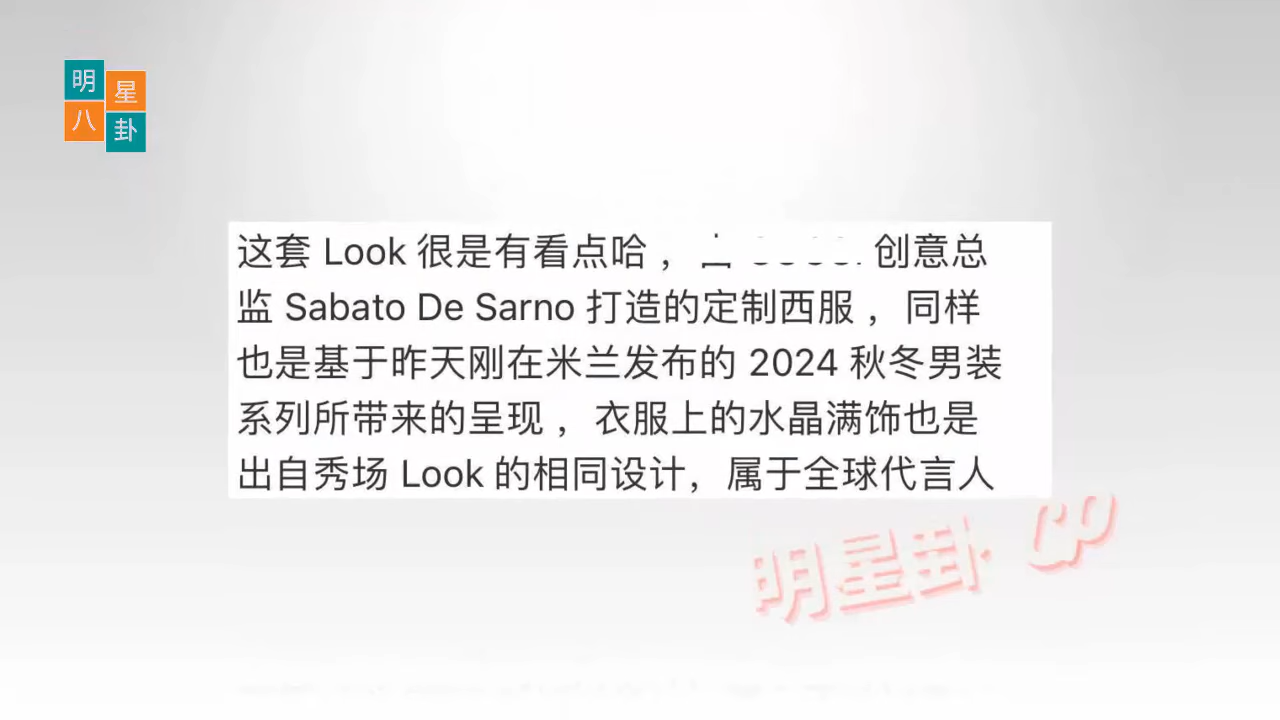 明星
八卦
这套 Look 很是有看点哈，创意总
监 Sabato De Sarno 打造的定制西服，同样
也是基于昨天刚在米兰发布的 2024 秋冬男装
系列所带来的呈现，衣服上的水晶满饰也是
出自秀场 Look 的相同设计，属于全球代言人
明星卦